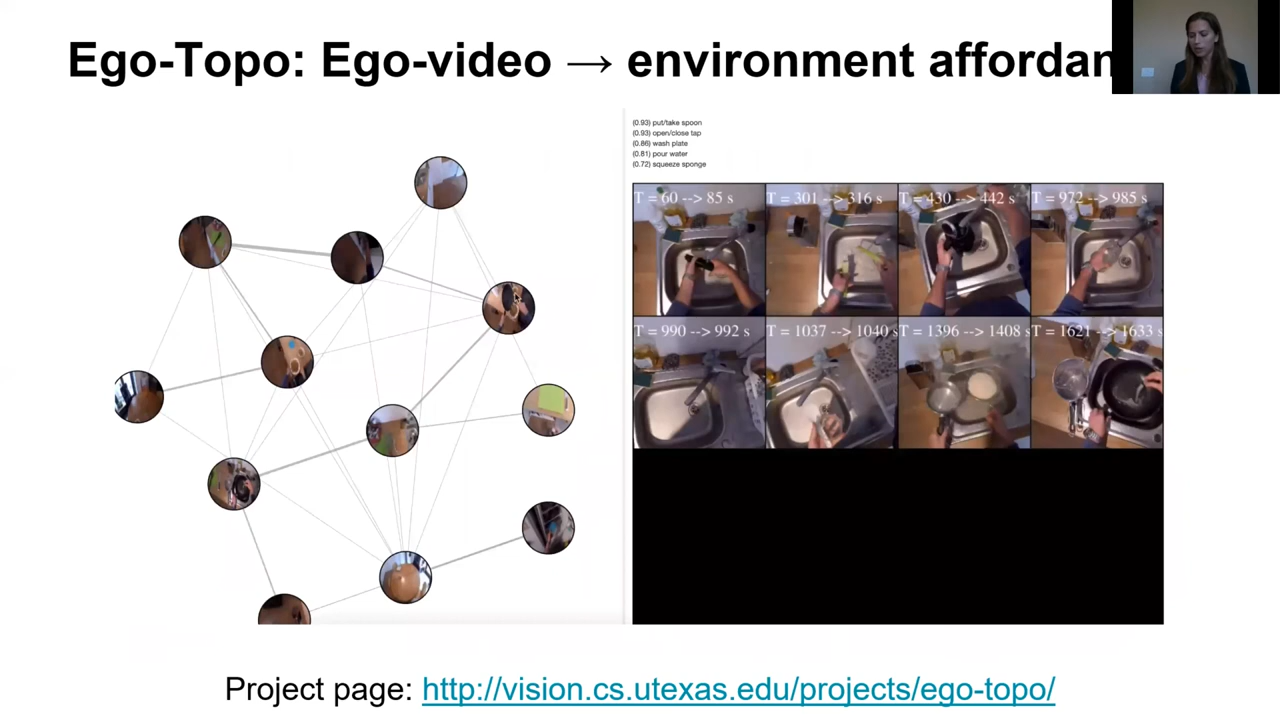 Ego-Topo: Ego-video → environment affordan
(0.93) put/take spoon
(0.93) open/close tap
(0.86) wash plate
(0.81) pour water
(0.72) squeeze sponge
T = 60 --> 85 s
T = 301 --> 316 s
T = 430 --> 442 s
T = 972 --> 985 s
T = 990 --> 992 s
T = 1037 --> 1040 s
T = 1396 --> 1408 s
T = 1621 --> 1633 s
Project page: http://vision.cs.utexas.edu/projects/ego-topo/